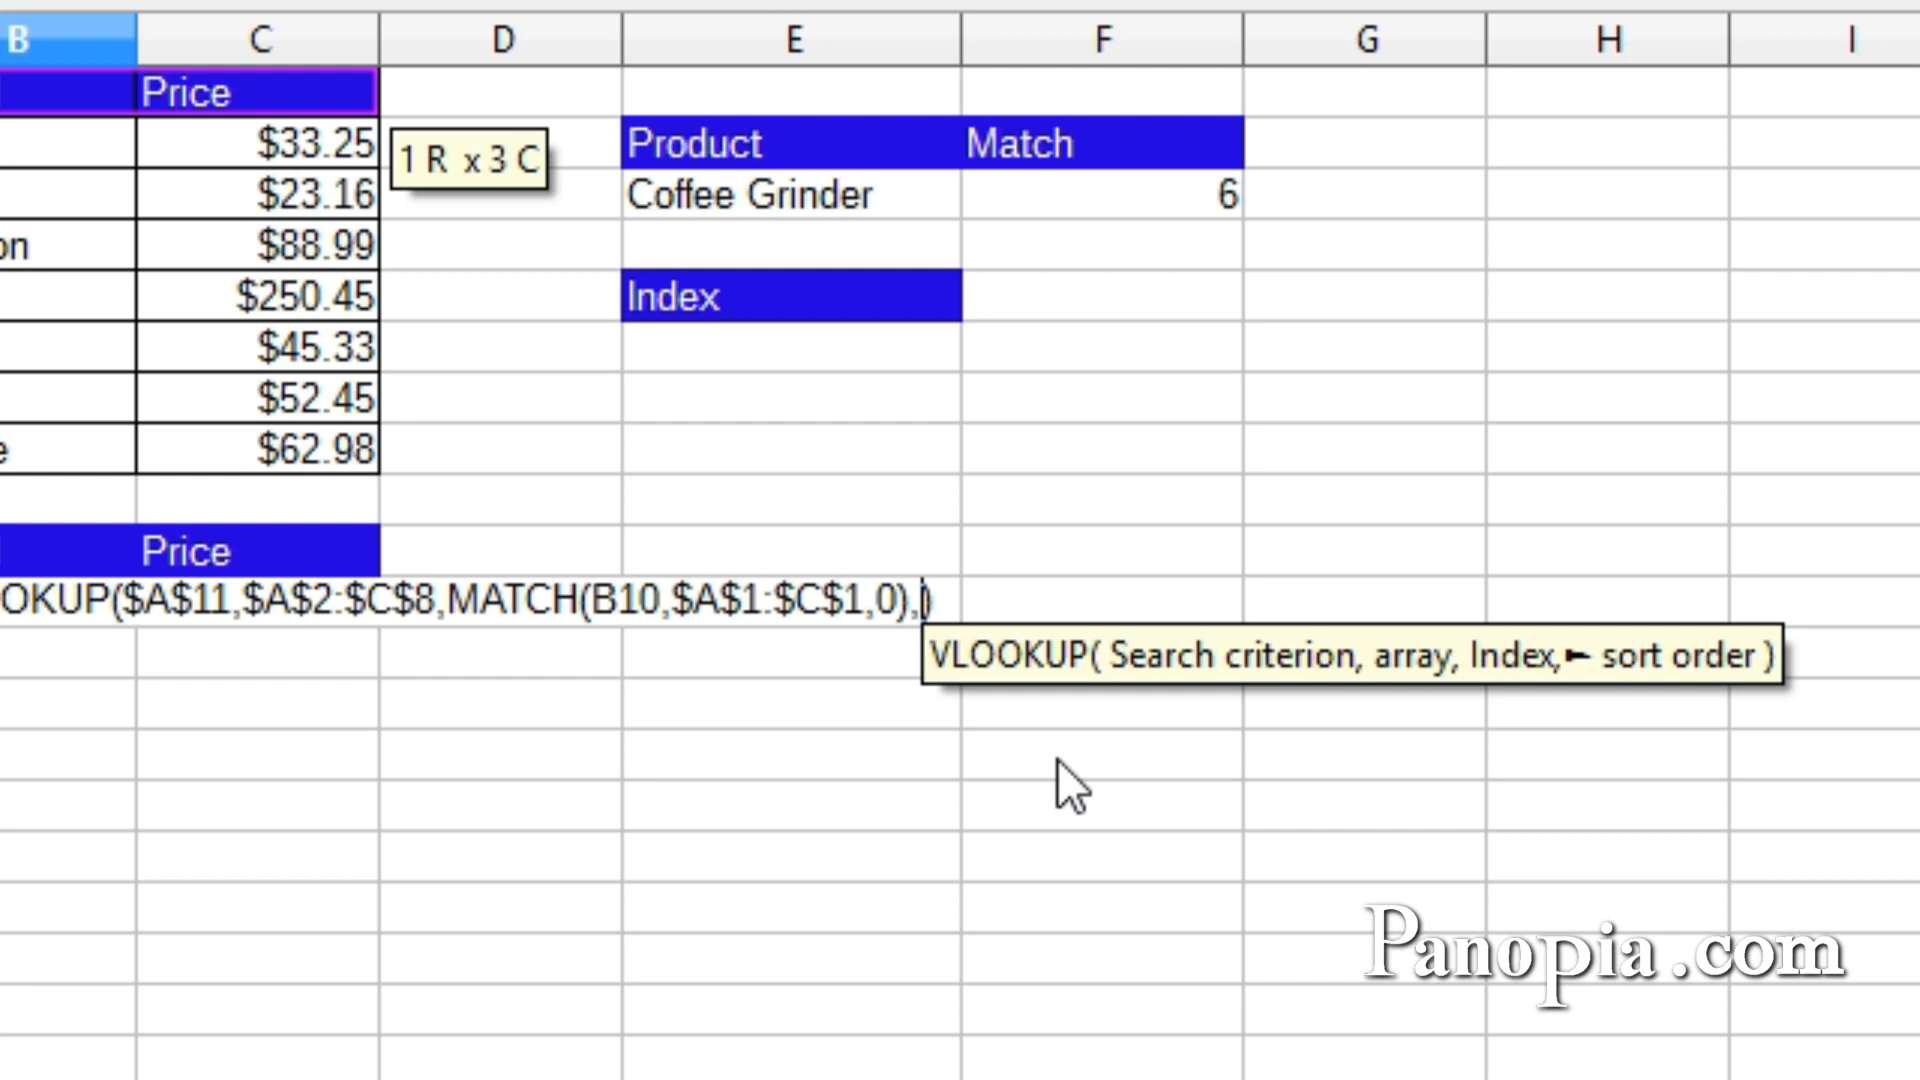 B C D E F G H I
Price
$33.25 1 R x 3 C Product Match
$23.16 Coffee Grinder 6
on $88.99
$250.45 Index
$45.33
$52.45
e $62.98
Price
OKUP($A$11,$A$2:$C$8,MATCH(B10,$A$1:$C$1,0),)
VLOOKUP( Search criterion, array, Index,► sort order )
Panopia.com